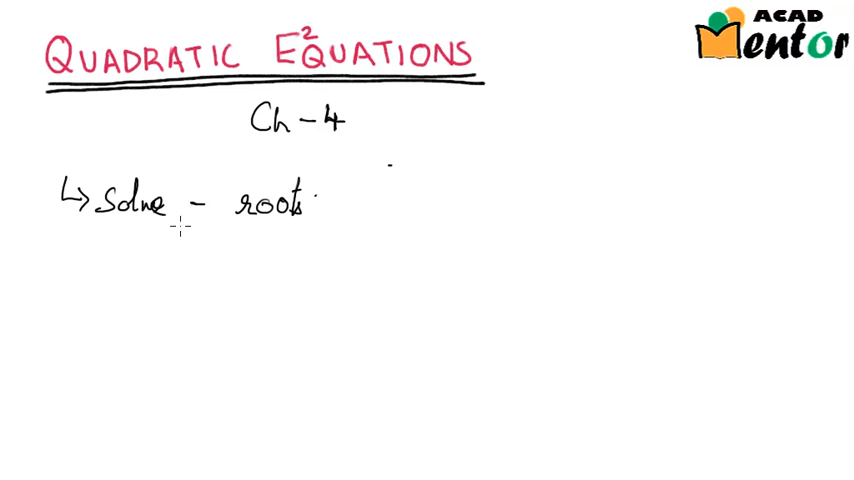 ACAD
Mentor
QUADRATIC E²QUATIONS
Ch - 4
↳ Solve - roots